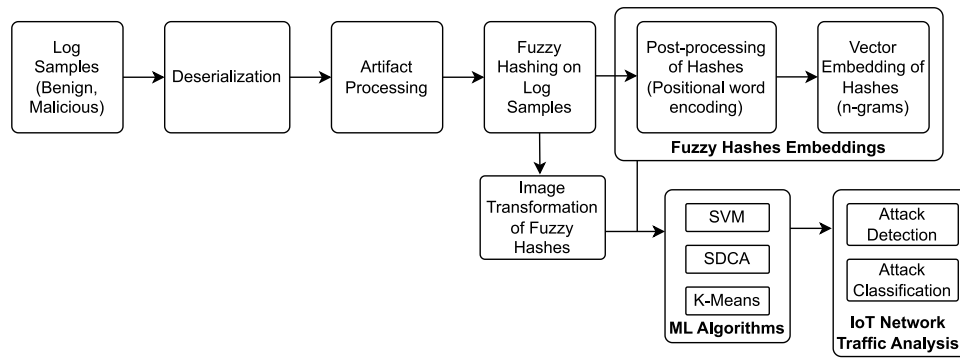 Log
Samples
(Benign,
Malicious)
Deserialization
Artifact
Processing
Fuzzy
Hashing on
Log
Samples
Post-processing
of Hashes
(Positional word
encoding)
Vector
Embedding of
Hashes
(n-grams)
Fuzzy Hashes Embeddings
Image
Transformation
of Fuzzy
Hashes
SVM
SDCA
K-Means
ML Algorithms
Attack
Detection
Attack
Classification
IoT Network
Traffic Analysis